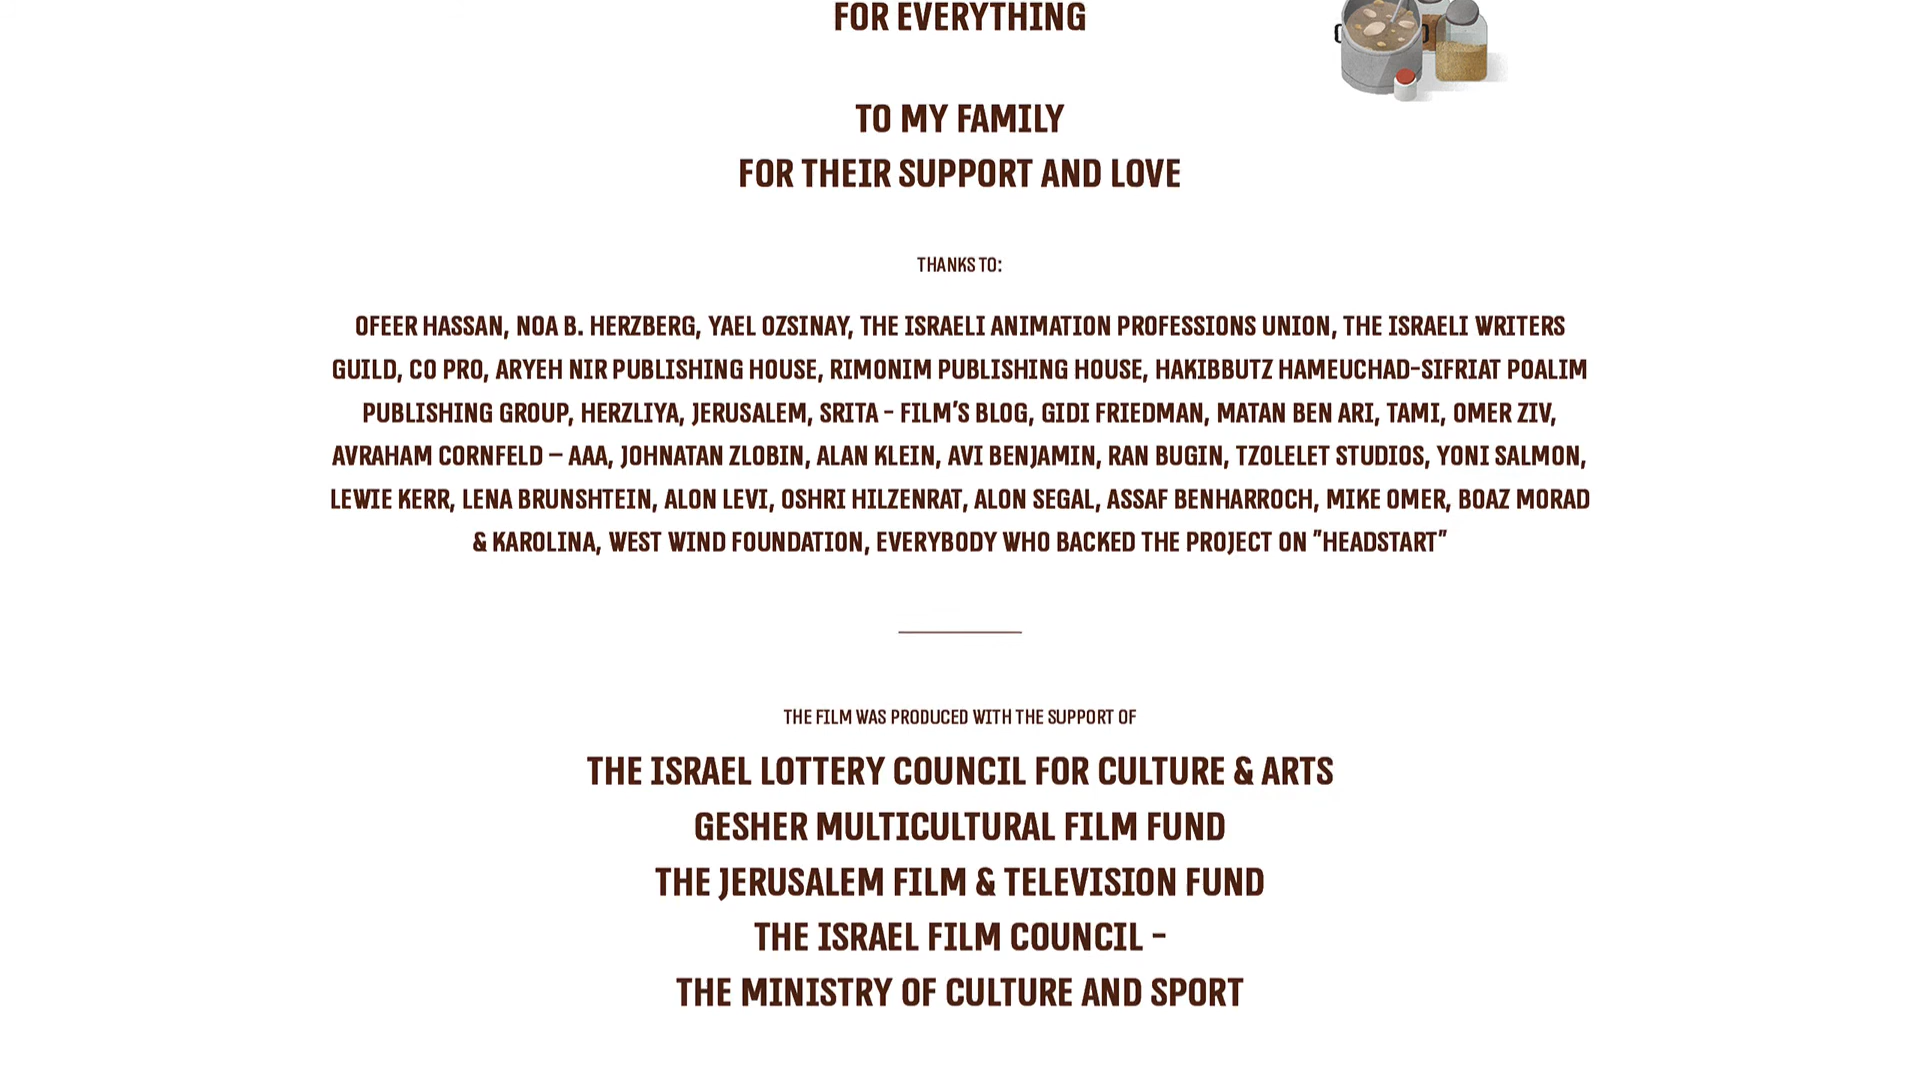 FOR EVERYTHING
TO MY FAMILY
FOR THEIR SUPPORT AND LOVE
THANKS TO:
OFEER HASSAN, NOA B. HERZBERG, YAEL OZSINAY, THE ISRAELI ANIMATION PROFESSIONS UNION, THE ISRAELI WRITERS
GUILD, CO PRO, ARYEH NIR PUBLISHING HOUSE, RIMONIM PUBLISHING HOUSE, HAKIBBUTZ HAMEUCHAD-SIFRIAT POALIM
PUBLISHING GROUP, HERZLIYA, JERUSALEM, SRITA - FILM'S BLOG, GIDI FRIEDMAN, MATAN BEN ARI, TAMI, OMER ZIV,
AVRAHAM CORNFELD – AAA, JOHNATAN ZLOBIN, ALAN KLEIN, AVI BENJAMIN, RAN BUGIN, TZOLELET STUDIOS, YONI SALMON,
LEWIE KERR, LENA BRUNSHTEIN, ALON LEVI, OSHRI HILZENRAT, ALON SEGAL, ASSAF BENHARROCH, MIKE OMER, BOAZ MORAD
& KAROLINA, WEST WIND FOUNDATION, EVERYBODY WHO BACKED THE PROJECT ON "HEADSTART"
THE FILM WAS PRODUCED WITH THE SUPPORT OF
THE ISRAEL LOTTERY COUNCIL FOR CULTURE & ARTS
GESHER MULTICULTURAL FILM FUND
THE JERUSALEM FILM & TELEVISION FUND
THE ISRAEL FILM COUNCIL -
THE MINISTRY OF CULTURE AND SPORT